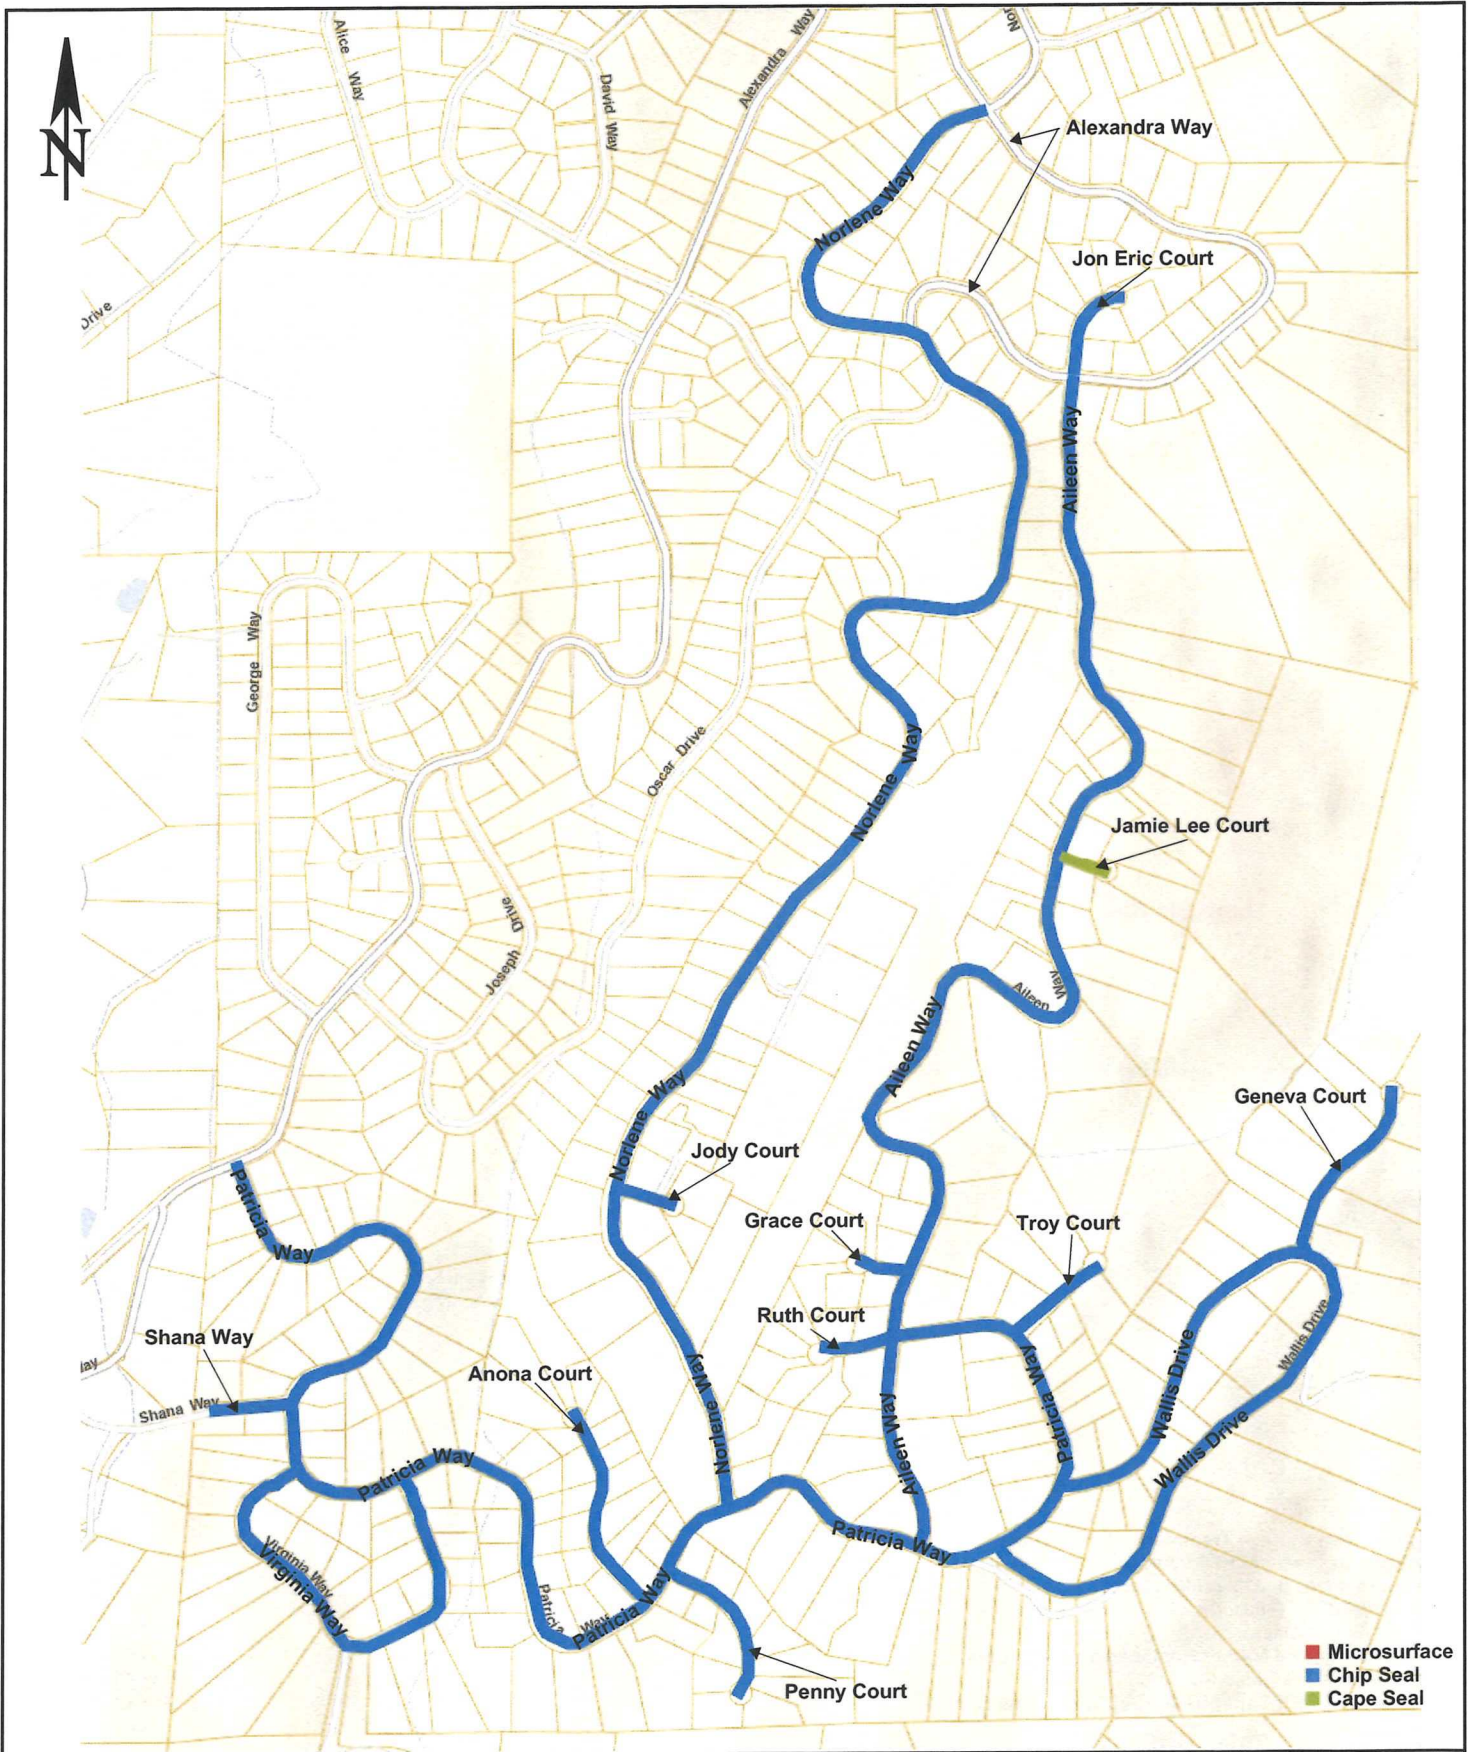 Alice Way
David Way
Alexandra Way
Nor
N
Alexandra Way
Norlene Way
Jon Eric Court
Drive
Aileen Way
George Way
Norlene Way
Oscar Drive
Jamie Lee Court
Joseph Drive
Aileen Way
Aileen Way
Norlene Way
Geneva Court
Jody Court
Patricia Way
Grace Court
Troy Court
Ruth Court
Shana Way
Wallis Drive
Way
Anona Court
Shana Way
Norlene Way
Patricia Way
Wallis Drive
Aileen Way
Wallis Drive
Patricia Way
Patricia Way
Virginia Way
Virginia Way
Patricia Way
Patricia Way
Penny Court
Microsurface
Chip Seal
Cape Seal